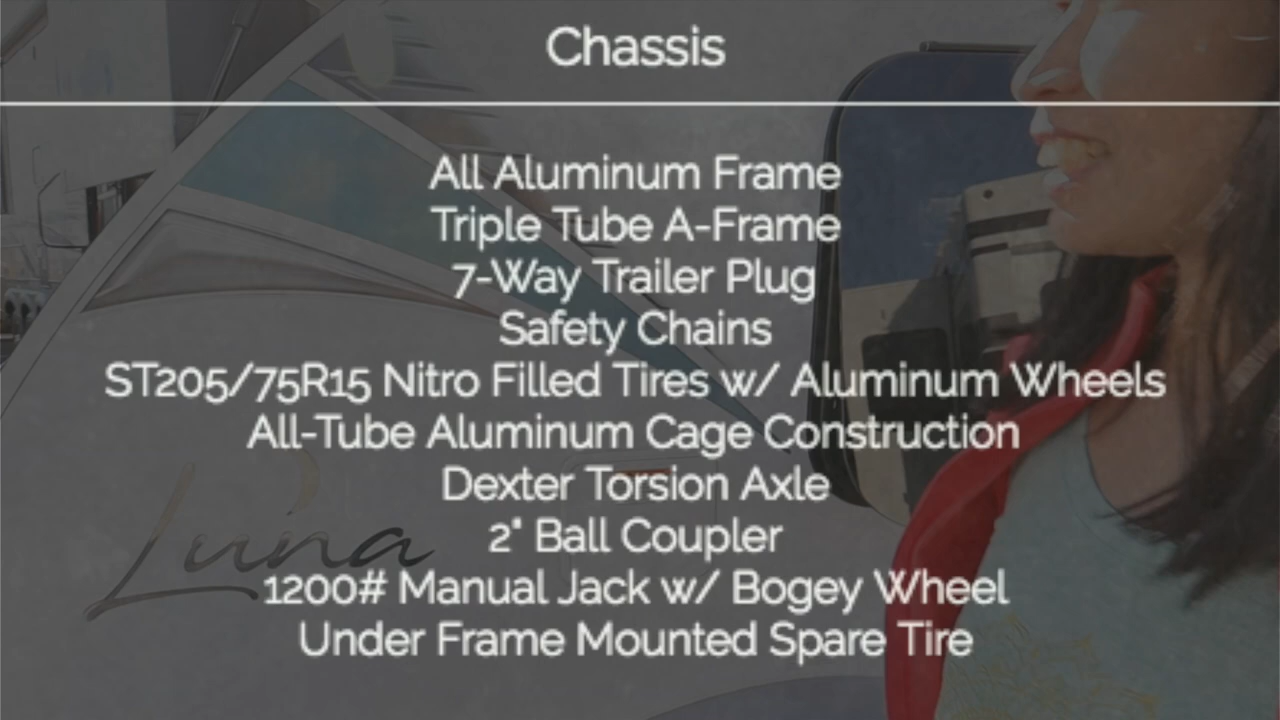 Chassis
All Aluminum Frame
Triple Tube A-Frame
7-Way Trailer Plug
Safety Chains
ST205/75R15 Nitro Filled Tires w/ Aluminum Wheels
All-Tube Aluminum Cage Construction
Dexter Torsion Axle
2" Ball Coupler
Luna
1200# Manual Jack w/ Bogey Wheel
Under Frame Mounted Spare Tire